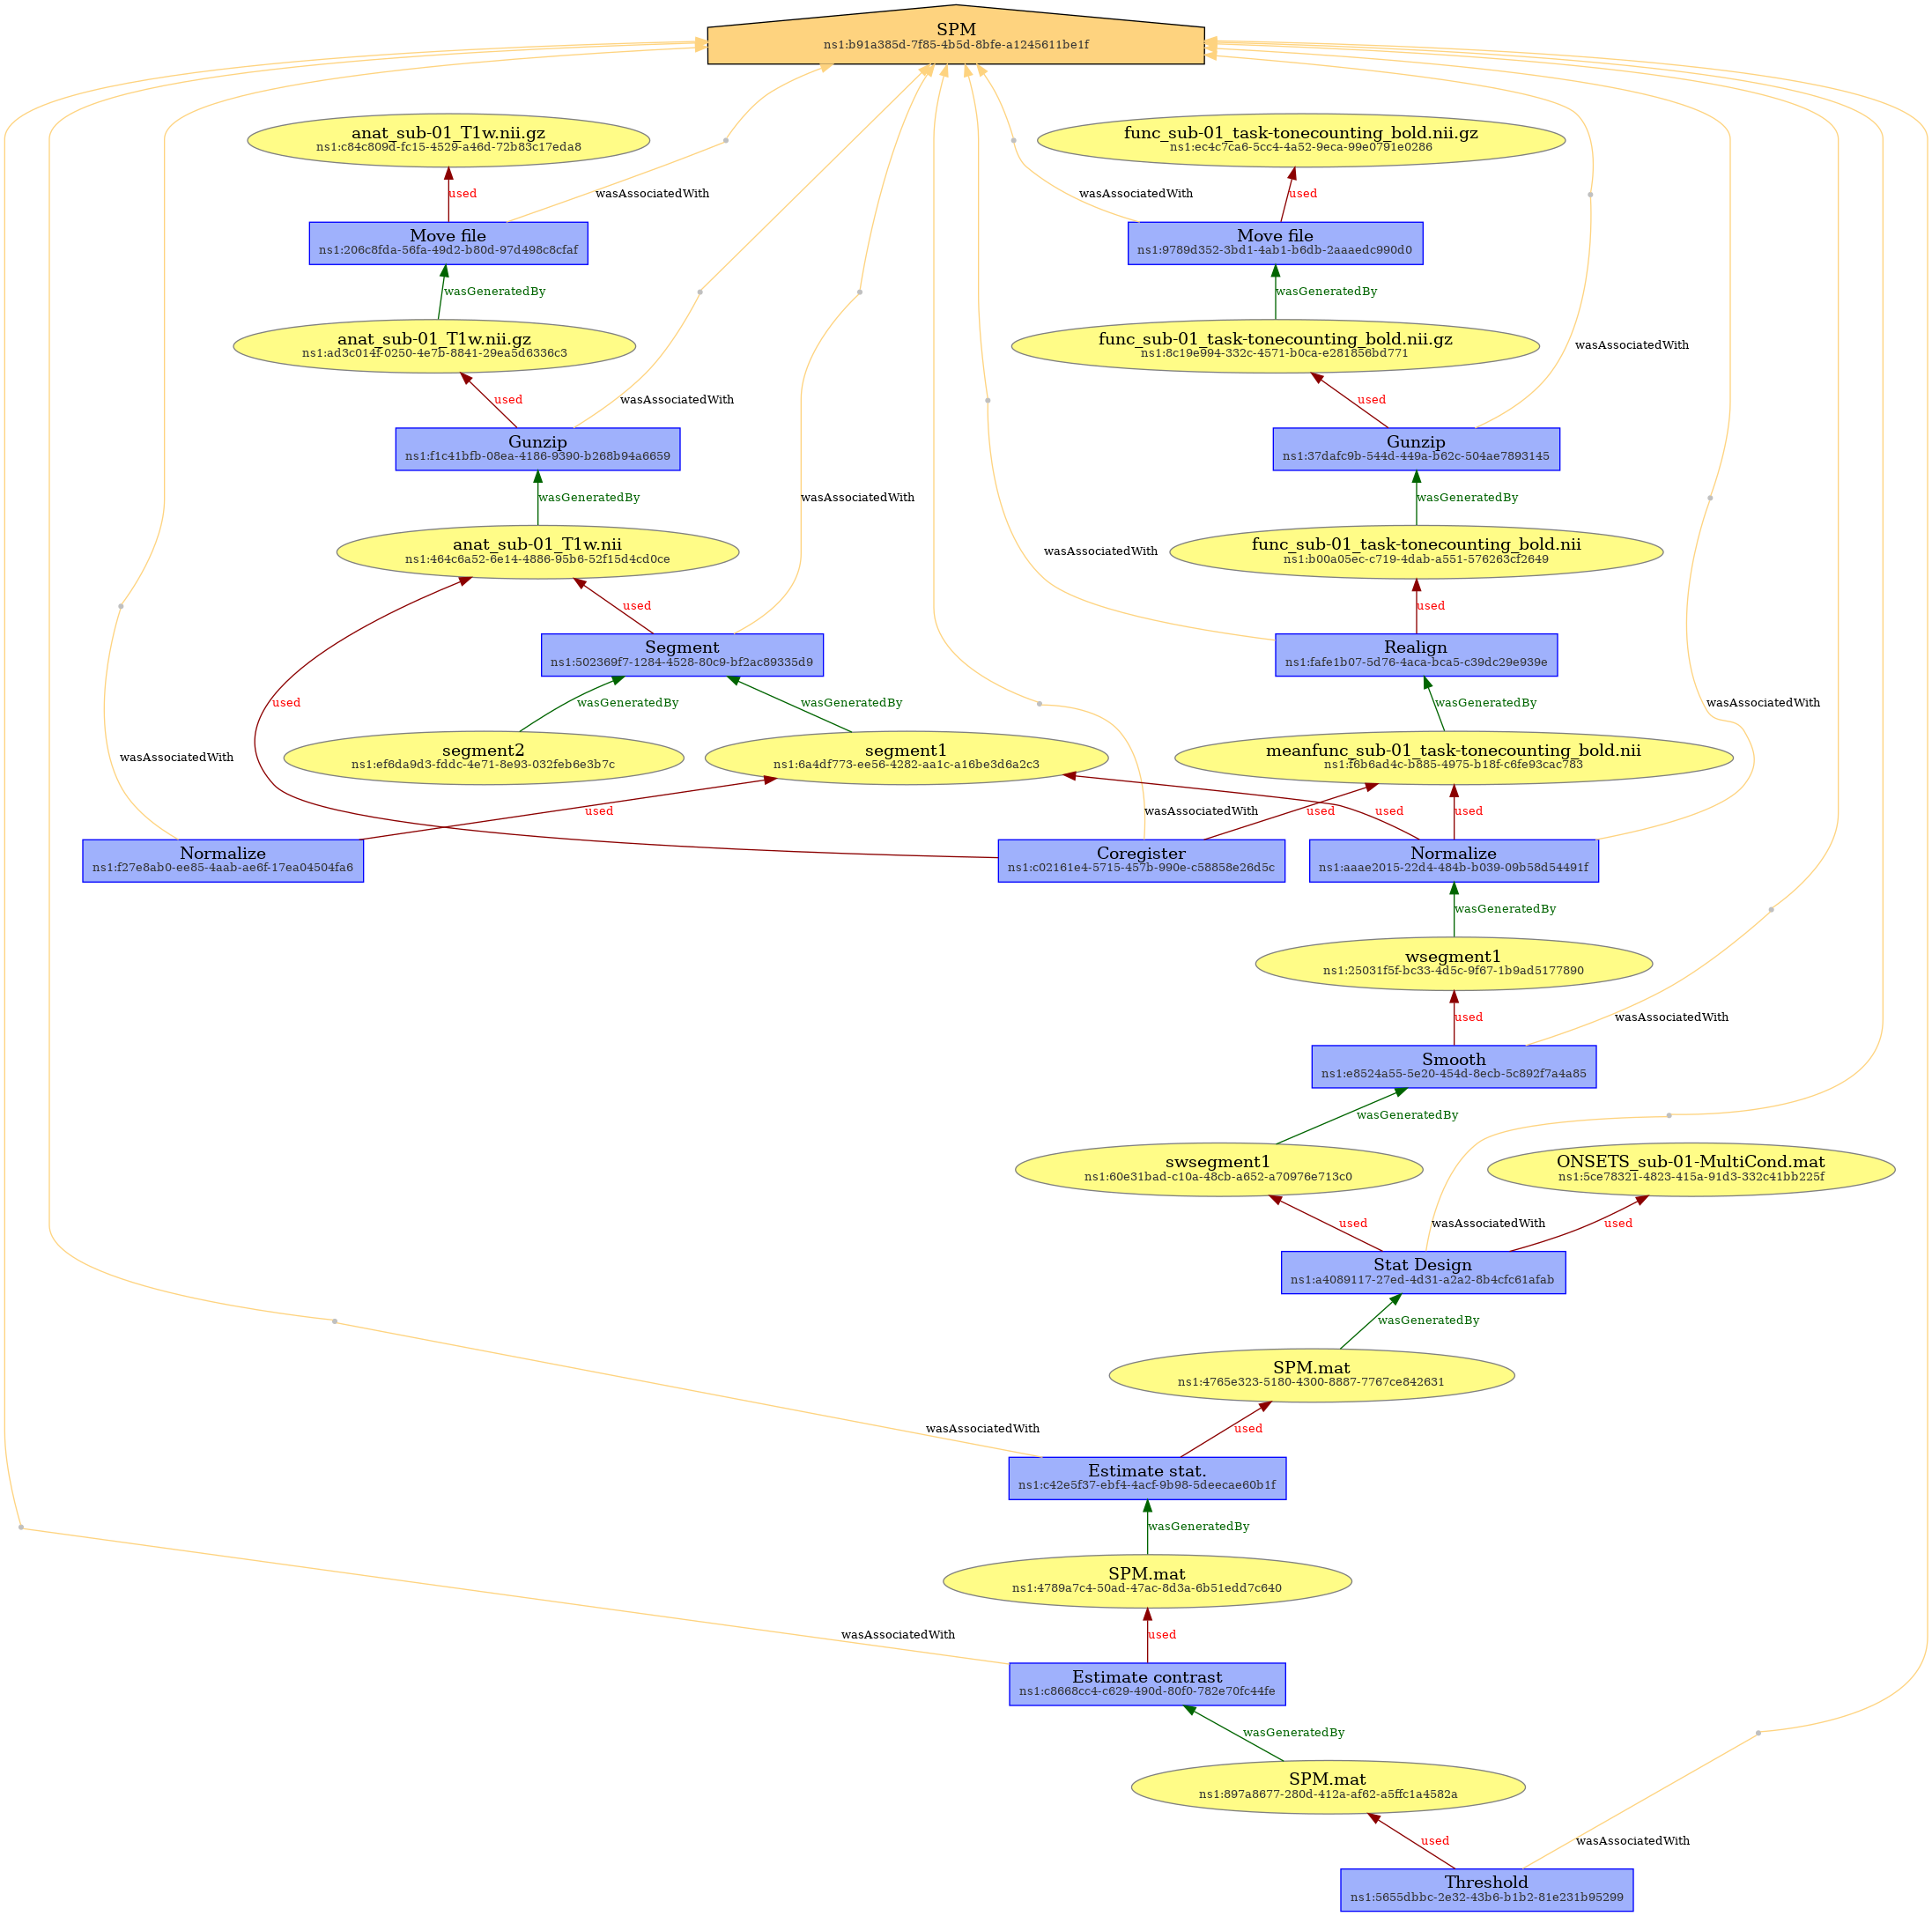 SPM
ns1:b91a385d-7f85-4b5d-8bfe-a1245611be1f
anat_sub-01_T1w.nii.gz
ns1:c84c809d-fc15-4529-a46d-72b83c17eda8
func_sub-01_task-tonecounting_bold.nii.gz
ns1:ec4c7ca6-5cc4-4a52-9eca-99e0791e0286
used
wasAssociatedWith
wasAssociatedWith
used
Move file
ns1:206c8fda-56fa-49d2-b80d-97d498c8cfaf
Move file
ns1:9789d352-3bd1-4ab1-b6db-2aaaedc990d0
wasGeneratedBy
wasGeneratedBy
anat_sub-01_T1w.nii.gz
ns1:ad3c014f-0250-4e7b-8841-29ea5d6336c3
func_sub-01_task-tonecounting_bold.nii.gz
ns1:8c19e994-332c-4571-b0ca-e281856bd771
wasAssociatedWith
used
wasAssociatedWith
used
Gunzip
ns1:f1c41bfb-08ea-4186-9390-b268b94a6659
Gunzip
ns1:37dafc9b-544d-449a-b62c-504ae7893145
wasGeneratedBy
wasAssociatedWith
wasGeneratedBy
anat_sub-01_T1w.nii
ns1:464c6a52-6e14-4886-95b6-52f15d4cd0ce
wasAssociatedWith
func_sub-01_task-tonecounting_bold.nii
ns1:b00a05ec-c719-4dab-a551-576263cf2649
used
used
Segment
ns1:502369f7-1284-4528-80c9-bf2ac89335d9
Realign
ns1:fafe1b07-5d76-4aca-bca5-c39dc29e939e
used
wasGeneratedBy
wasGeneratedBy
wasGeneratedBy
wasAssociatedWith
wasAssociatedWith
segment2
ns1:ef6da9d3-fddc-4e71-8e93-032feb6e3b7c
segment1
ns1:6a4df773-ee56-4282-aa1c-a16be3d6a2c3
meanfunc_sub-01_task-tonecounting_bold.nii
ns1:f6b6ad4c-b885-4975-b18f-c6fe93cac783
used
wasAssociatedWith
used
used
used
Normalize
ns1:f27e8ab0-ee85-4aab-ae6f-17ea04504fa6
Coregister
ns1:c02161e4-5715-457b-990e-c58858e26d5c
Normalize
ns1:aaae2015-22d4-484b-b039-09b58d54491f
wasGeneratedBy
wsegment1
ns1:25031f5f-bc33-4d5c-9f67-1b9ad5177890
used
wasAssociatedWith
Smooth
ns1:e8524a55-5e20-454d-8ecb-5c892f7a4a85
wasGeneratedBy
swsegment1
ns1:60e31bad-c10a-48cb-a652-a70976e713c0
ONSETS_sub-01-MultiCond.mat
ns1:5ce78321-4823-415a-91d3-332c41bb225f
used
wasAssociatedWith
used
Stat Design
ns1:a4089117-27ed-4d31-a2a2-8b4cfc61afab
wasGeneratedBy
SPM.mat
ns1:4765e323-5180-4300-8887-7767ce842631
wasAssociatedWith
used
Estimate stat.
ns1:c42e5f37-ebf4-4acf-9b98-5deecae60b1f
wasGeneratedBy
SPM.mat
ns1:4789a7c4-50ad-47ac-8d3a-6b51edd7c640
wasAssociatedWith
used
Estimate contrast
ns1:c8668cc4-c629-490d-80f0-782e70fc44fe
wasGeneratedBy
SPM.mat
ns1:897a8677-280d-412a-af62-a5ffc1a4582a
used
wasAssociatedWith
Threshold
ns1:5655dbbc-2e32-43b6-b1b2-81e231b95299